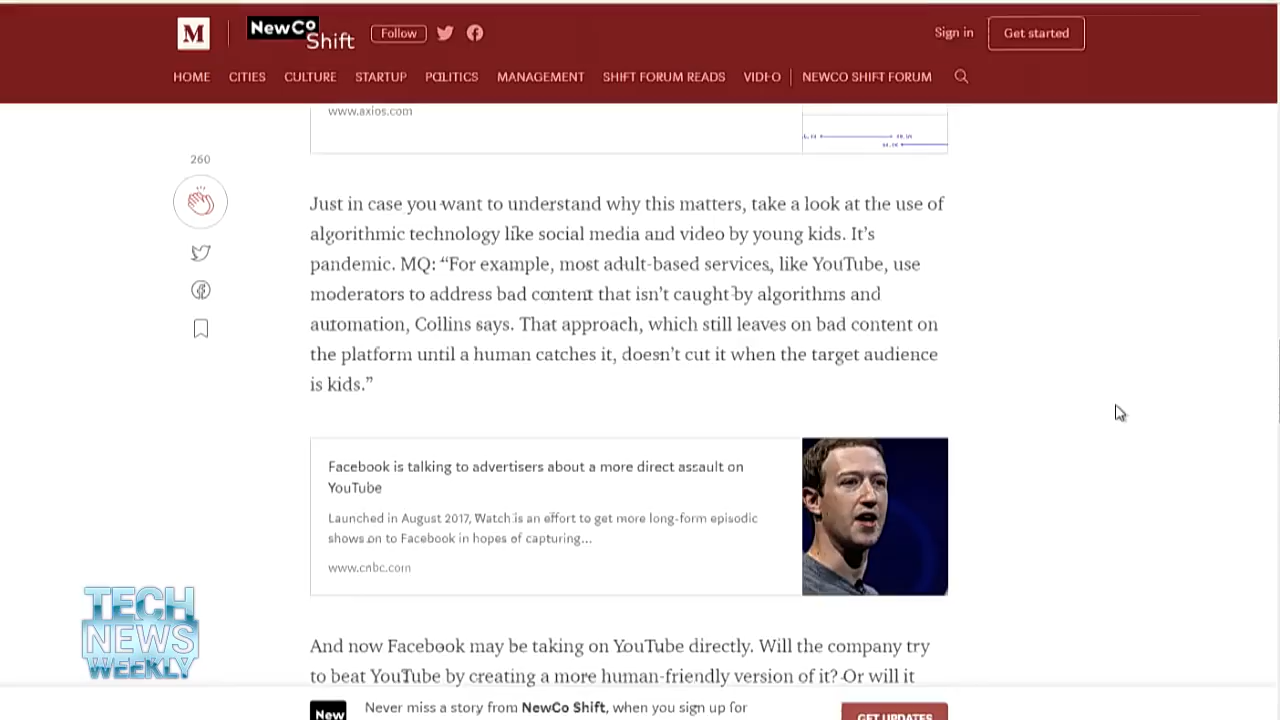 M
NewCo
Shift
Follow
Sign in
Get started
HOME CITIES CULTURE STARTUP POLITICS MANAGEMENT SHIFT FORUM READS VIDEO NEWCO SHIFT FORUM
www.axios.com
260
Just in case you want to understand why this matters, take a look at the use of
algorithmic technology like social media and video by young kids. It’s
pandemic. MQ: “For example, most adult-based services, like YouTube, use
moderators to address bad content that isn’t caught by algorithms and
automation, Collins says. That approach, which still leaves on bad content on
the platform until a human catches it, doesn’t cut it when the target audience
is kids.”
Facebook is talking to advertisers about a more direct assault on
YouTube
Launched in August 2017, Watch is an effort to get more long-form episodic
shows on to Facebook in hopes of capturing...
www.cnbc.com
TECH
NEWS
WEEKLY
And now Facebook may be taking on YouTube directly. Will the company try
to beat YouTube by creating a more human-friendly version of it? Or will it
New
Never miss a story from NewCo Shift, when you sign up for
GET UPDATES